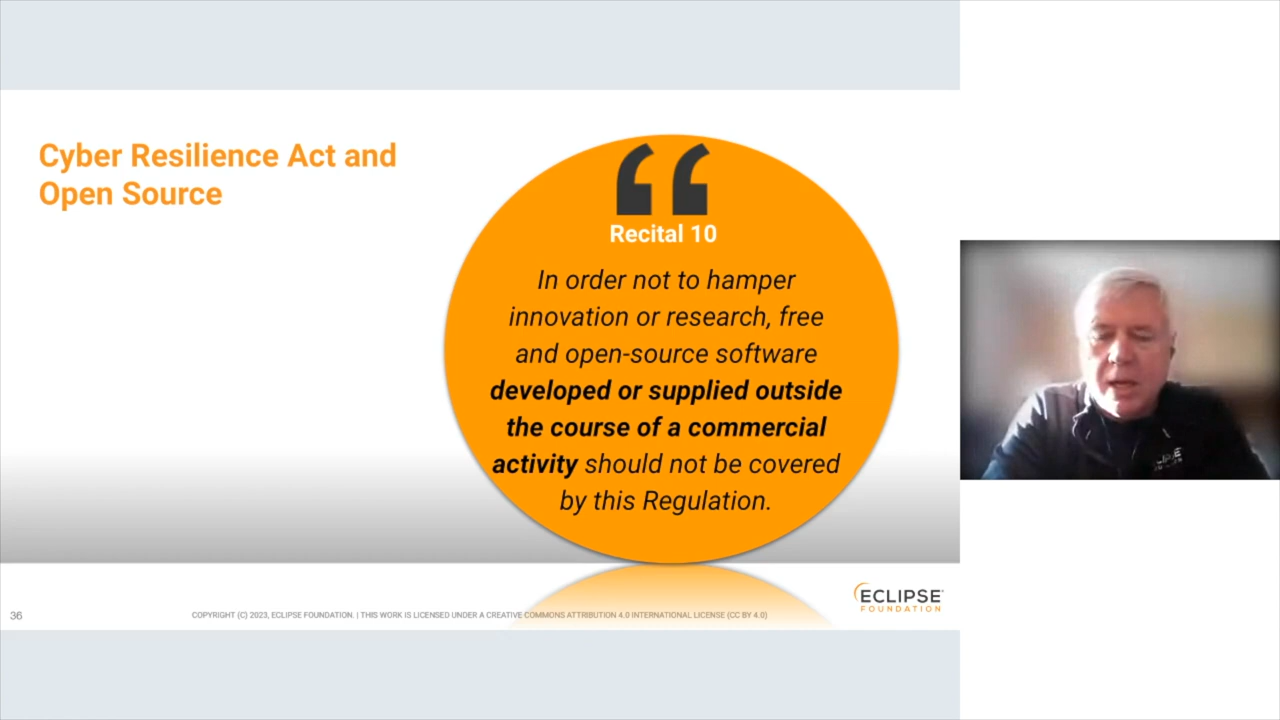 Cyber Resilience Act and
Open Source
Recital 10
In order not to hamper
innovation or research, free
and open-source software
developed or supplied outside
the course of a commercial
activity should not be covered
by this Regulation.
36
COPYRIGHT (C) 2023, ECLIPSE FOUNDATION. | THIS WORK IS LICENSED UNDER A CREATIVE COMMONS ATTRIBUTION 4.0 INTERNATIONAL LICENSE (CC BY 4.0)
ECLIPSE
FOUNDATION